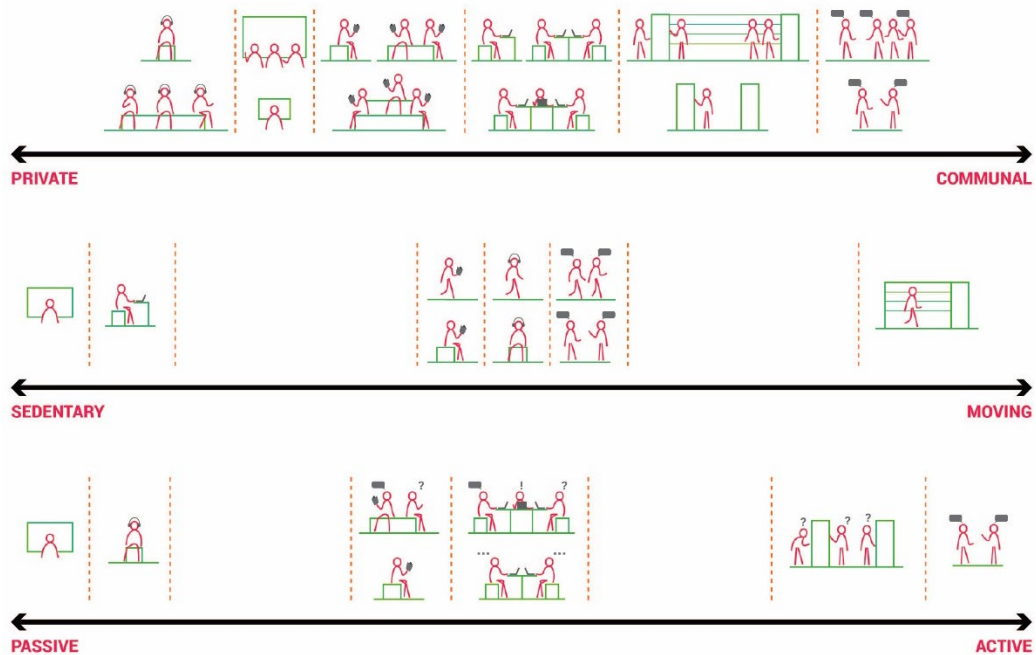 PRIVATE
COMMUNAL
SEDENTARY
MOVING
?
!
?
...
...
?
?
?
PASSIVE
ACTIVE